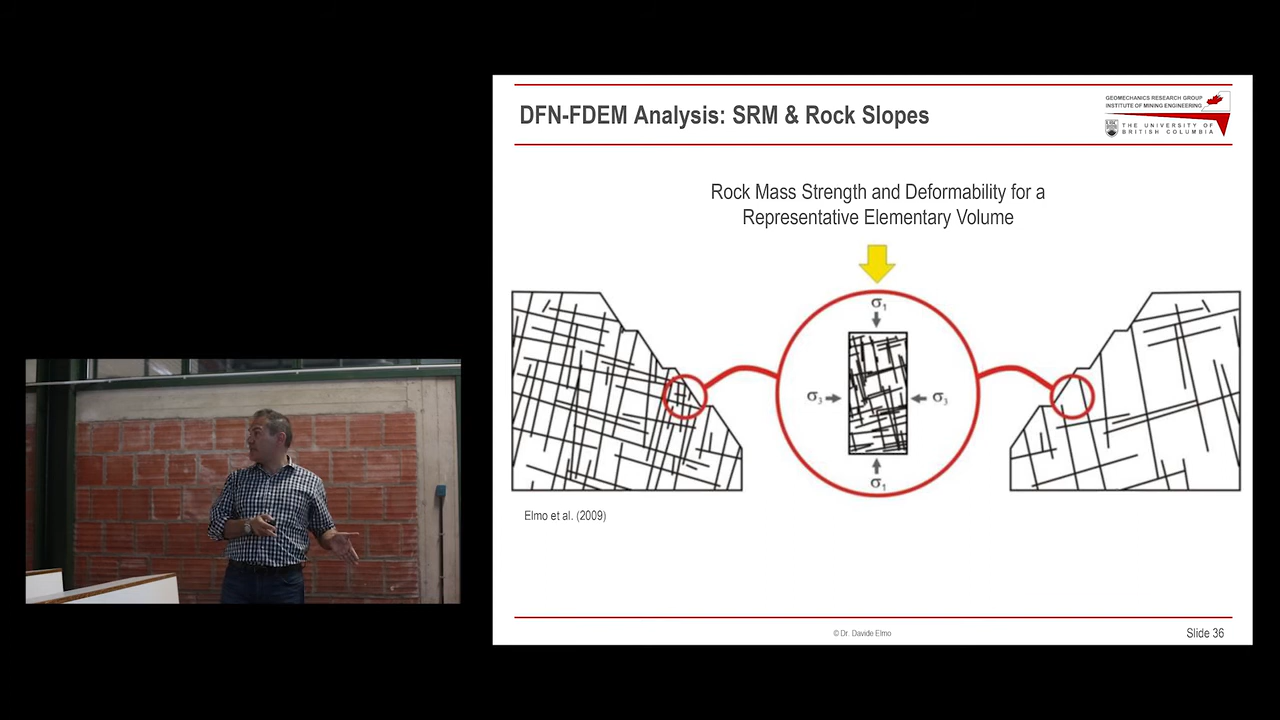 DFN-FDEM Analysis: SRM & Rock Slopes
GEOMECHANICS RESEARCH GROUP
INSTITUTE OF MINING ENGINEERING
THE UNIVERSITY OF
BRITISH COLUMBIA
Rock Mass Strength and Deformability for a
Representative Elementary Volume
σ₁
σ₃ σ₃
σ₁
Elmo et al. (2009)
© Dr. Davide Elmo
Slide 36